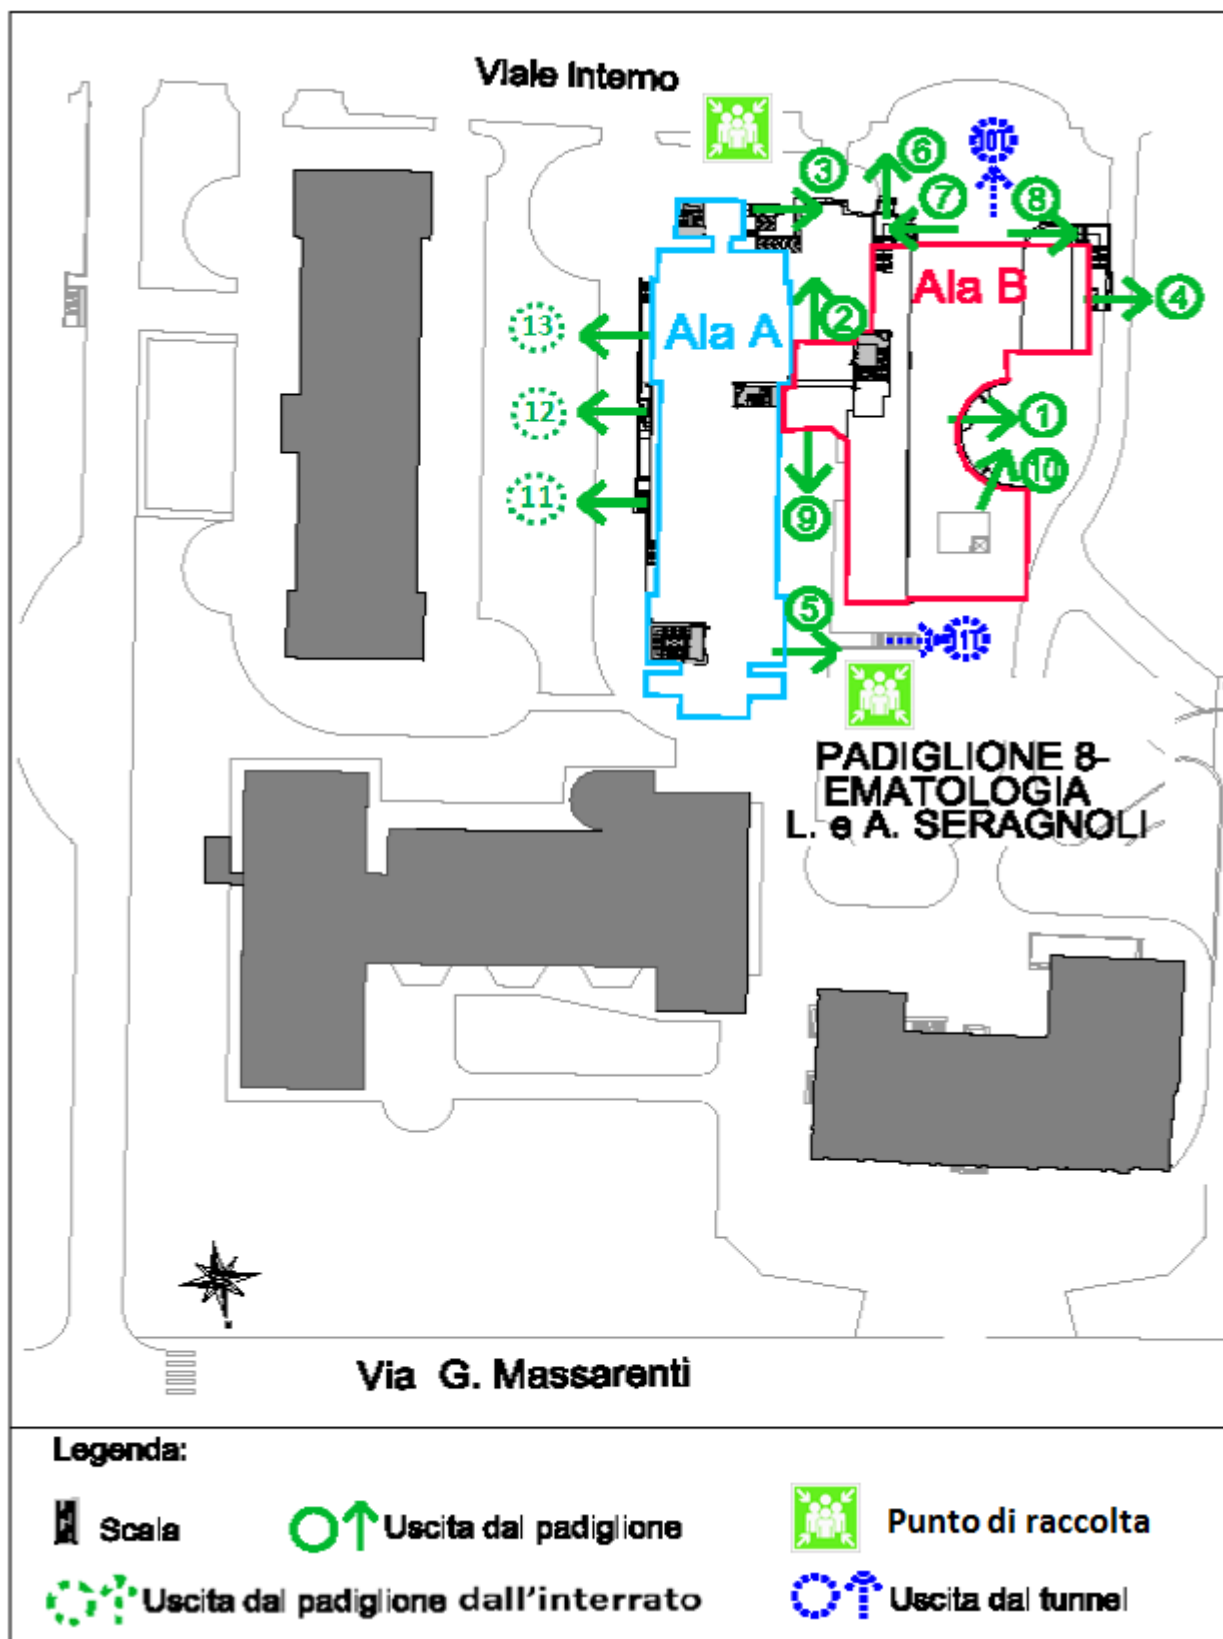 Viale Interno
10T
6
3
7
8
Ala B
4
2
Ala A
13
12
1
10
11
9
5
11T
PADIGLIONE 8-
EMATOLOGIA
L. e A. SERAGNOLI
Via G. Massarenti
Legenda:
Scala
Uscita dal padiglione
Punto di raccolta
Uscita dal padiglione dall'interrato
Uscita dal tunnel